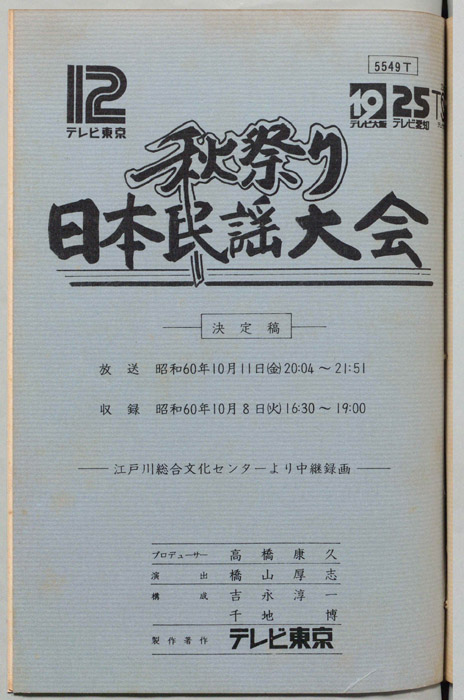 5549T
12
テレビ東京
19
テレビ大阪
25
テレビ愛知
秋祭り
日本民謡大会
決定稿
放送 昭和60年10月11日㈮20:04～21:51
収録 昭和60年10月8日㈫16:30～19:00
江戸川総合文化センターより中継録画
プロデューサー 高橋康久
演出 橋山厚志
構成 吉永淳一
千地博
製作著作 テレビ東京